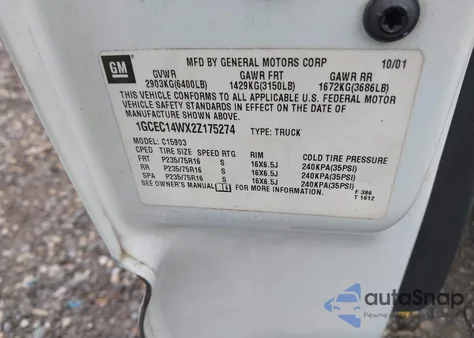 GM
MFD BY GENERAL MOTORS CORP 10/01
GVWR GAWR FRT GAWR RR
2903KG(6400LB) 1429KG(3150LB) 1672KG(3686LB)
THIS VEHICLE CONFORMS TO ALL APPLICABLE U.S. FEDERAL MOTOR
VEHICLE SAFETY STANDARDS IN EFFECT ON THE DATE OF
MANUFACTURE SHOWN ABOVE.
1GCEC14WX2Z175274 TYPE: TRUCK
MODEL: C15903
CPED TIRE SIZE SPEED RTG RIM COLD TIRE PRESSURE
FRT P235/75R16 S 16X6.5J 240KPA(35PSI)
RR P235/75R16 S 16X6.5J 240KPA(35PSI)
SPA P235/75R16 S 16X6.5J 240KPA(35PSI)
SEE OWNER'S MANUAL FOR MORE INFORMATION.
F 386
T 1812
autoSnap